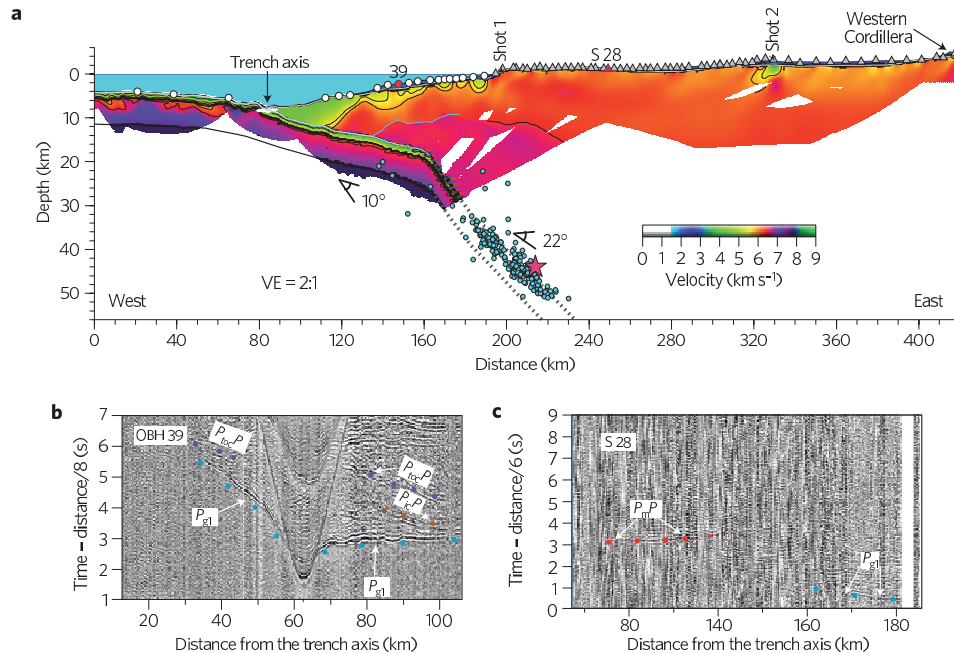 a
Western
Cordillera
Shot 1
Shot 2
Trench axis
39
S 28
0
10
20
30
40
50
Depth (km)
10°
22°
VE = 2:1
West
East
0 1 2 3 4 5 6 7 8 9
Velocity (km s⁻¹)
0 40 80 120 160 200 240 280 320 360 400
Distance (km)
b
OBH 39
PtocP
PtocP
PrcP
Pg1
Pg1
7
6
5
4
3
2
1
Time – distance/8 (s)
20 40 60 80 100
Distance from the trench axis (km)
c
S 28
PmP
Pg1
9
8
7
6
5
4
3
2
1
0
Time – distance/6 (s)
80 140 140 180
Distance from the trench axis (km)